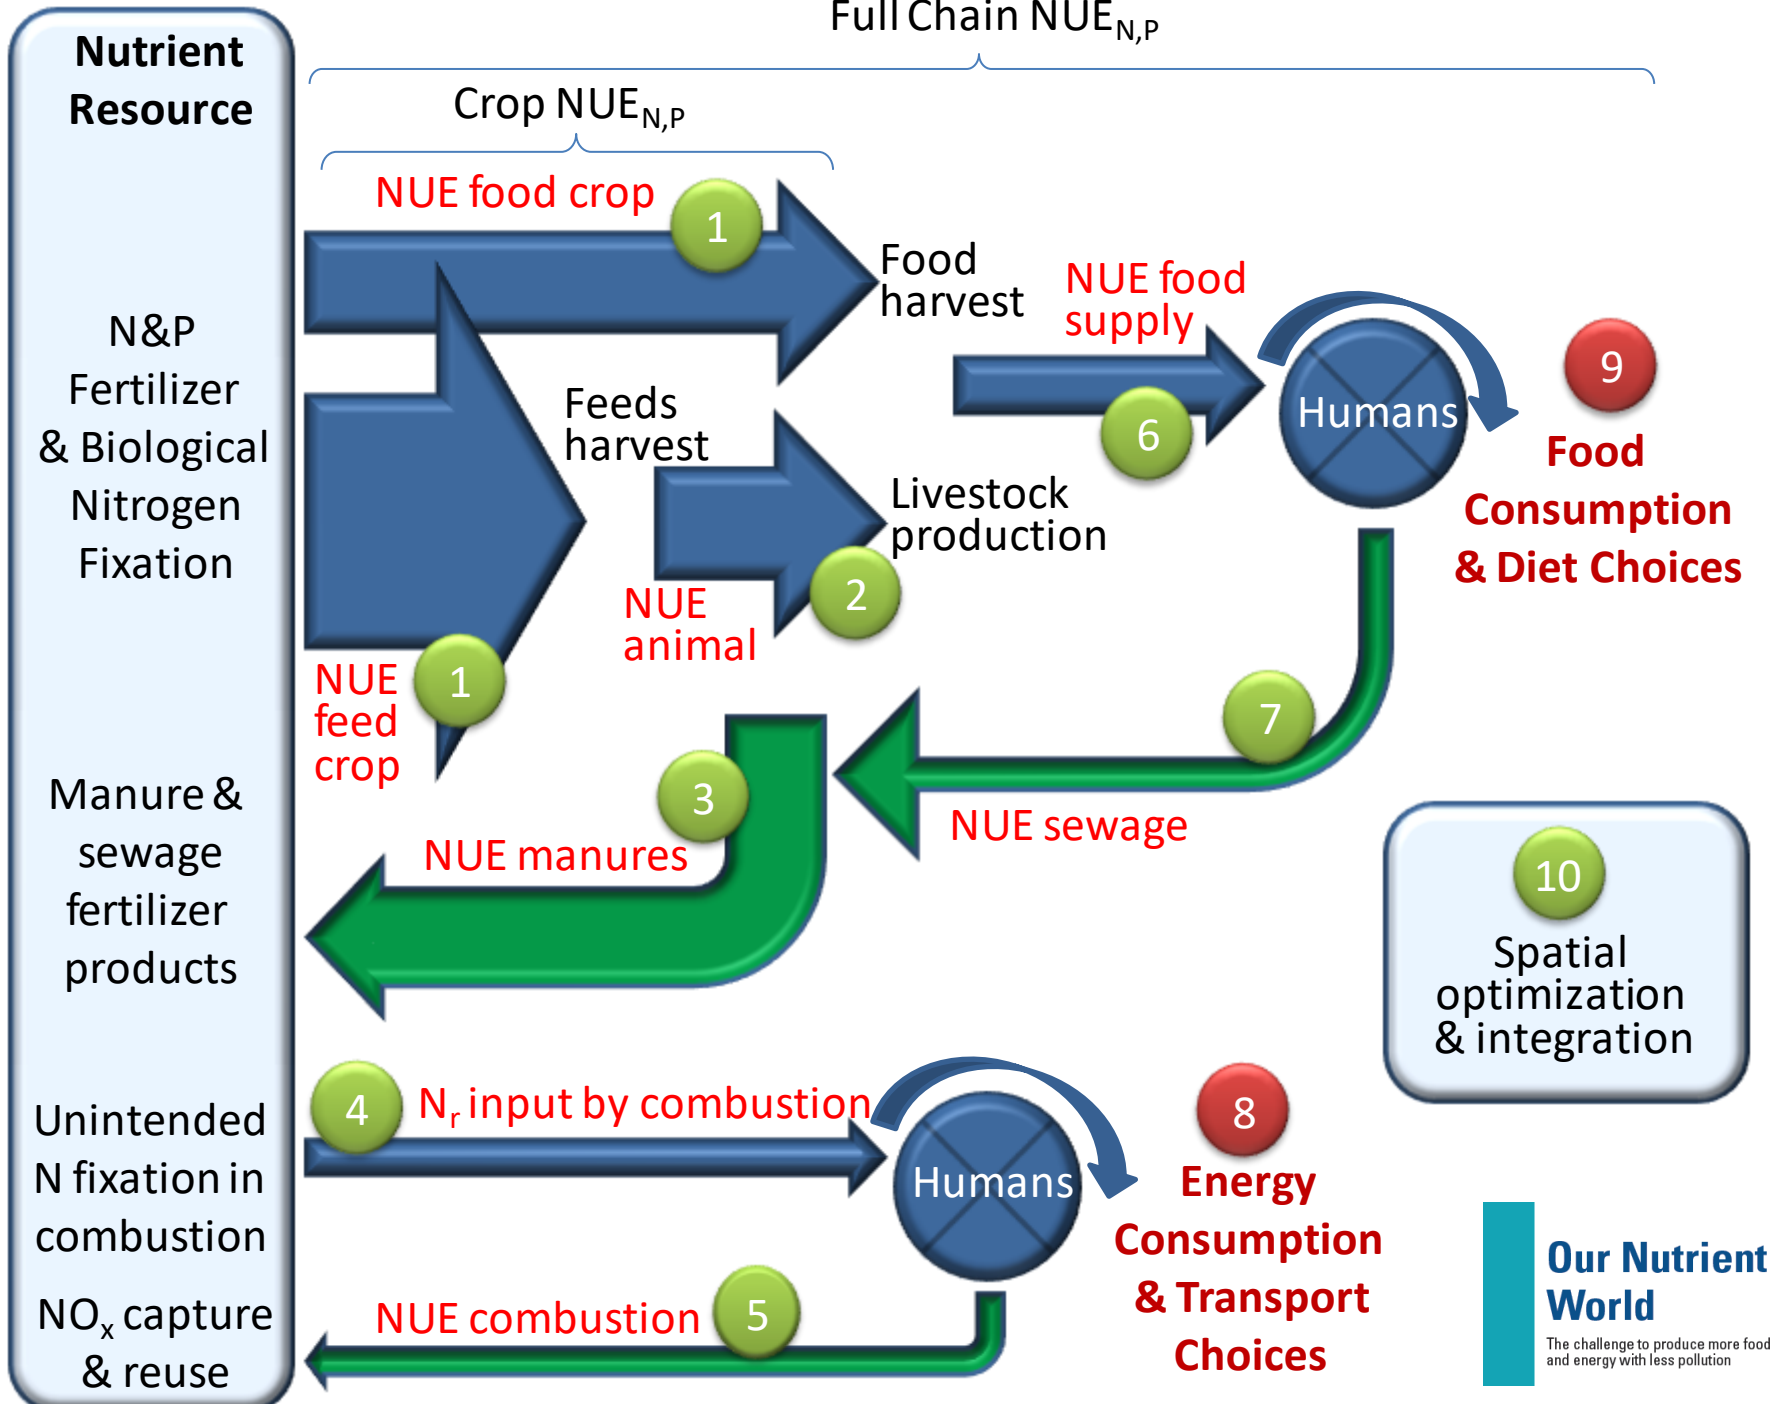 Full Chain NUE_N,P
Nutrient
Resource
Crop NUE_N,P
NUE food crop
1
Food
harvest
NUE food
supply
6
Humans
9
Food
Consumption
& Diet Choices
N&P
Fertilizer
& Biological
Nitrogen
Fixation
Feeds
harvest
Livestock
production
2
NUE
animal
1
NUE
feed
crop
7
NUE sewage
3
NUE manures
Manure &
sewage
fertilizer
products
10
Spatial
optimization
& integration
4
N_r input by combustion
Humans
8
Energy
Consumption
& Transport
Choices
Unintended
N fixation in
combustion
NO_x capture
& reuse
NUE combustion
5
Our Nutrient
World
The challenge to produce more food
and energy with less pollution